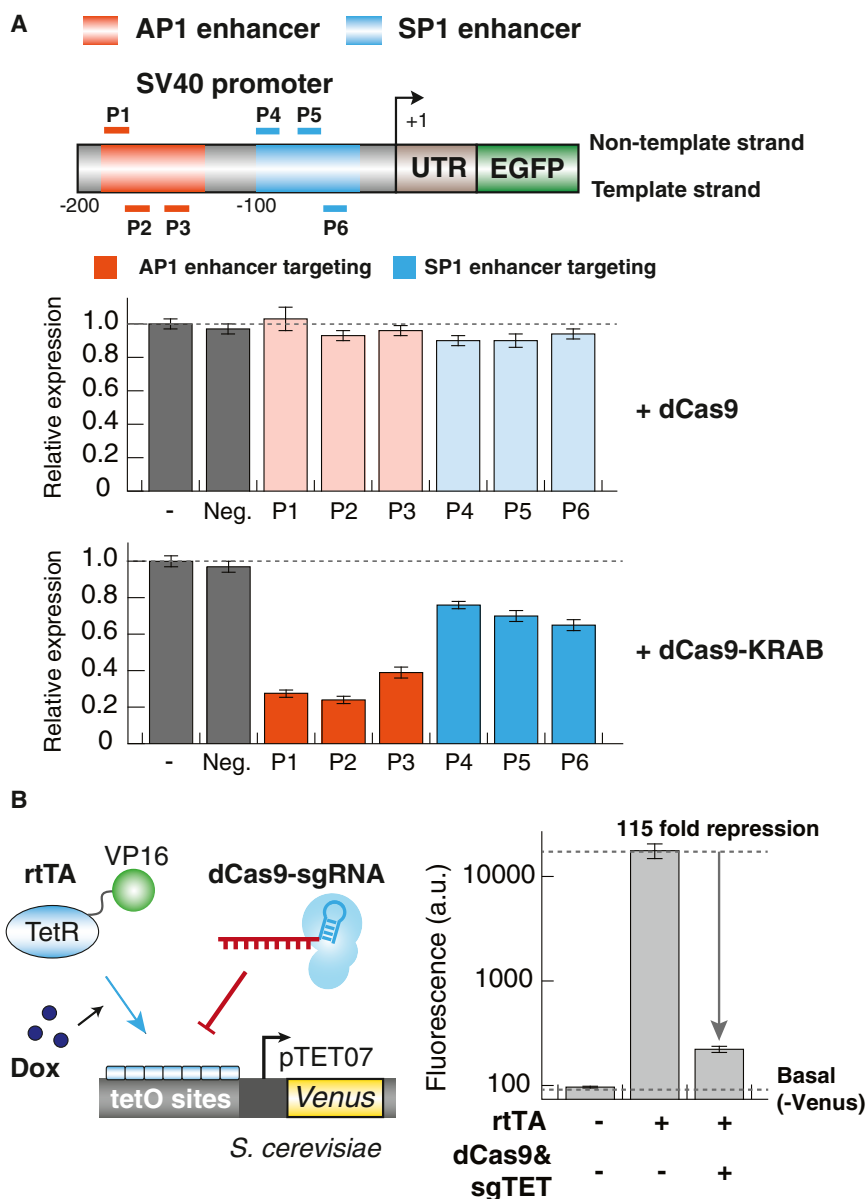 A
AP1 enhancer
SP1 enhancer
SV40 promoter
P1
P4
P5
+1
Non-template strand
UTR
EGFP
Template strand
-200
-100
P2
P3
P6
AP1 enhancer targeting
SP1 enhancer targeting
Relative expression
1.0
0.8
0.6
0.4
0.2
0
- Neg. P1 P2 P3 P4 P5 P6
+ dCas9
Relative expression
1.0
0.8
0.6
0.4
0.2
0
- Neg. P1 P2 P3 P4 P5 P6
+ dCas9-KRAB
B
VP16
rtTA
TetR
dCas9-sgRNA
Dox
pTET07
tetO sites
Venus
S. cerevisiae
115 fold repression
Fluorescence (a.u.)
10000
1000
100
Basal
(-Venus)
rtTA - + +
dCas9&
sgTET - - +